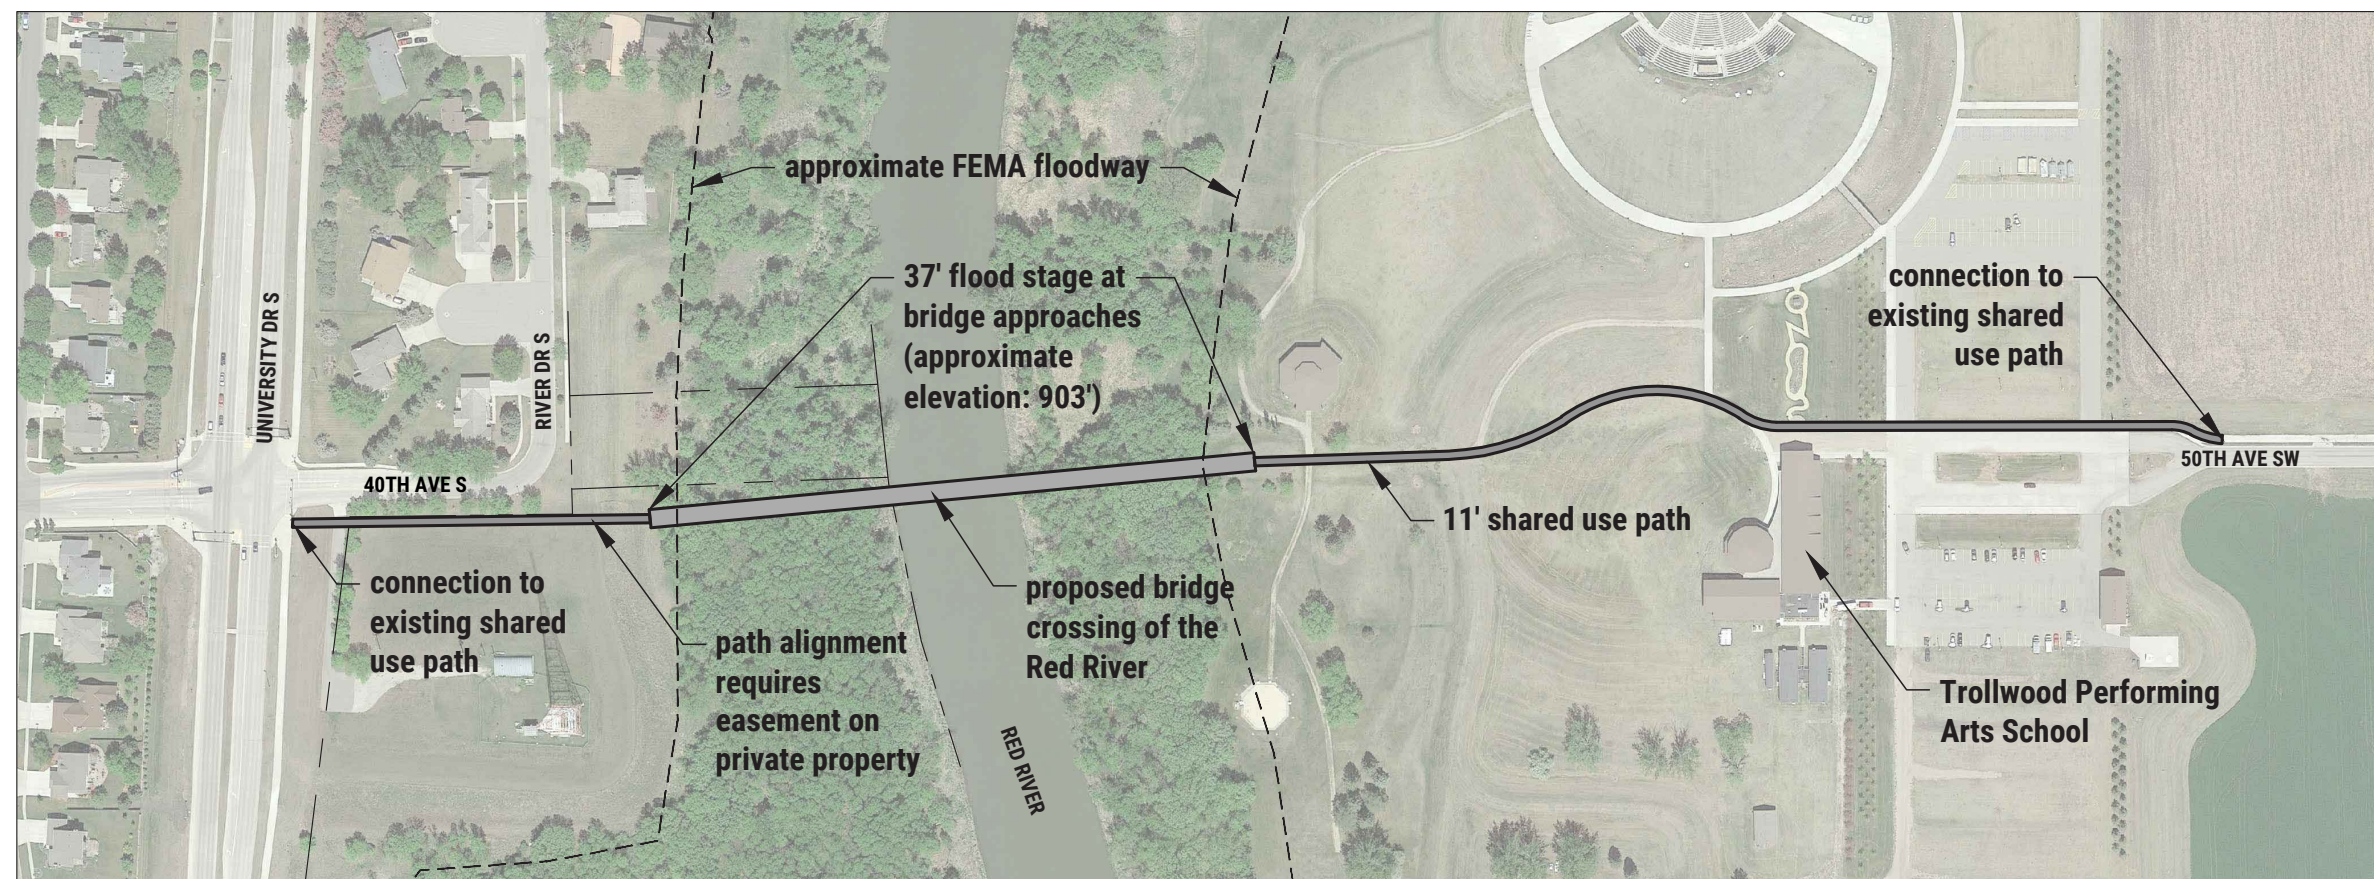 approximate FEMA floodway
37' flood stage at
bridge approaches
(approximate
elevation: 903')
connection to
existing shared
use path
UNIVERSITY DR S
RIVER DR S
40TH AVE S
50TH AVE SW
11' shared use path
connection to
existing shared
use path
proposed bridge
crossing of the
Red River
path alignment
requires
easement on
private property
RED RIVER
Trollwood Performing
Arts School